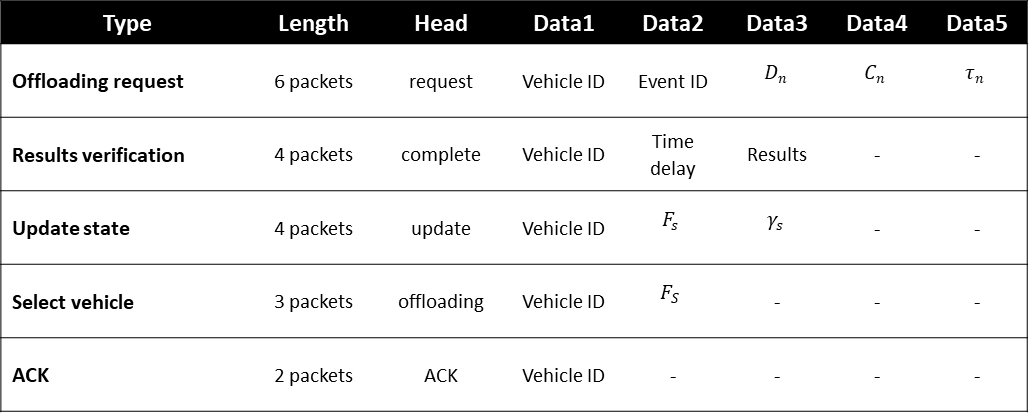 Type Length Head Data1 Data2 Data3 Data4 Data5
Offloading request 6 packets request Vehicle ID Event ID Dₙ Cₙ τₙ
Results verification 4 packets complete Vehicle ID Time delay Results - -
Update state 4 packets update Vehicle ID Fₛ γₛ - -
Select vehicle 3 packets offloading Vehicle ID F_S - - -
ACK 2 packets ACK Vehicle ID - - - -